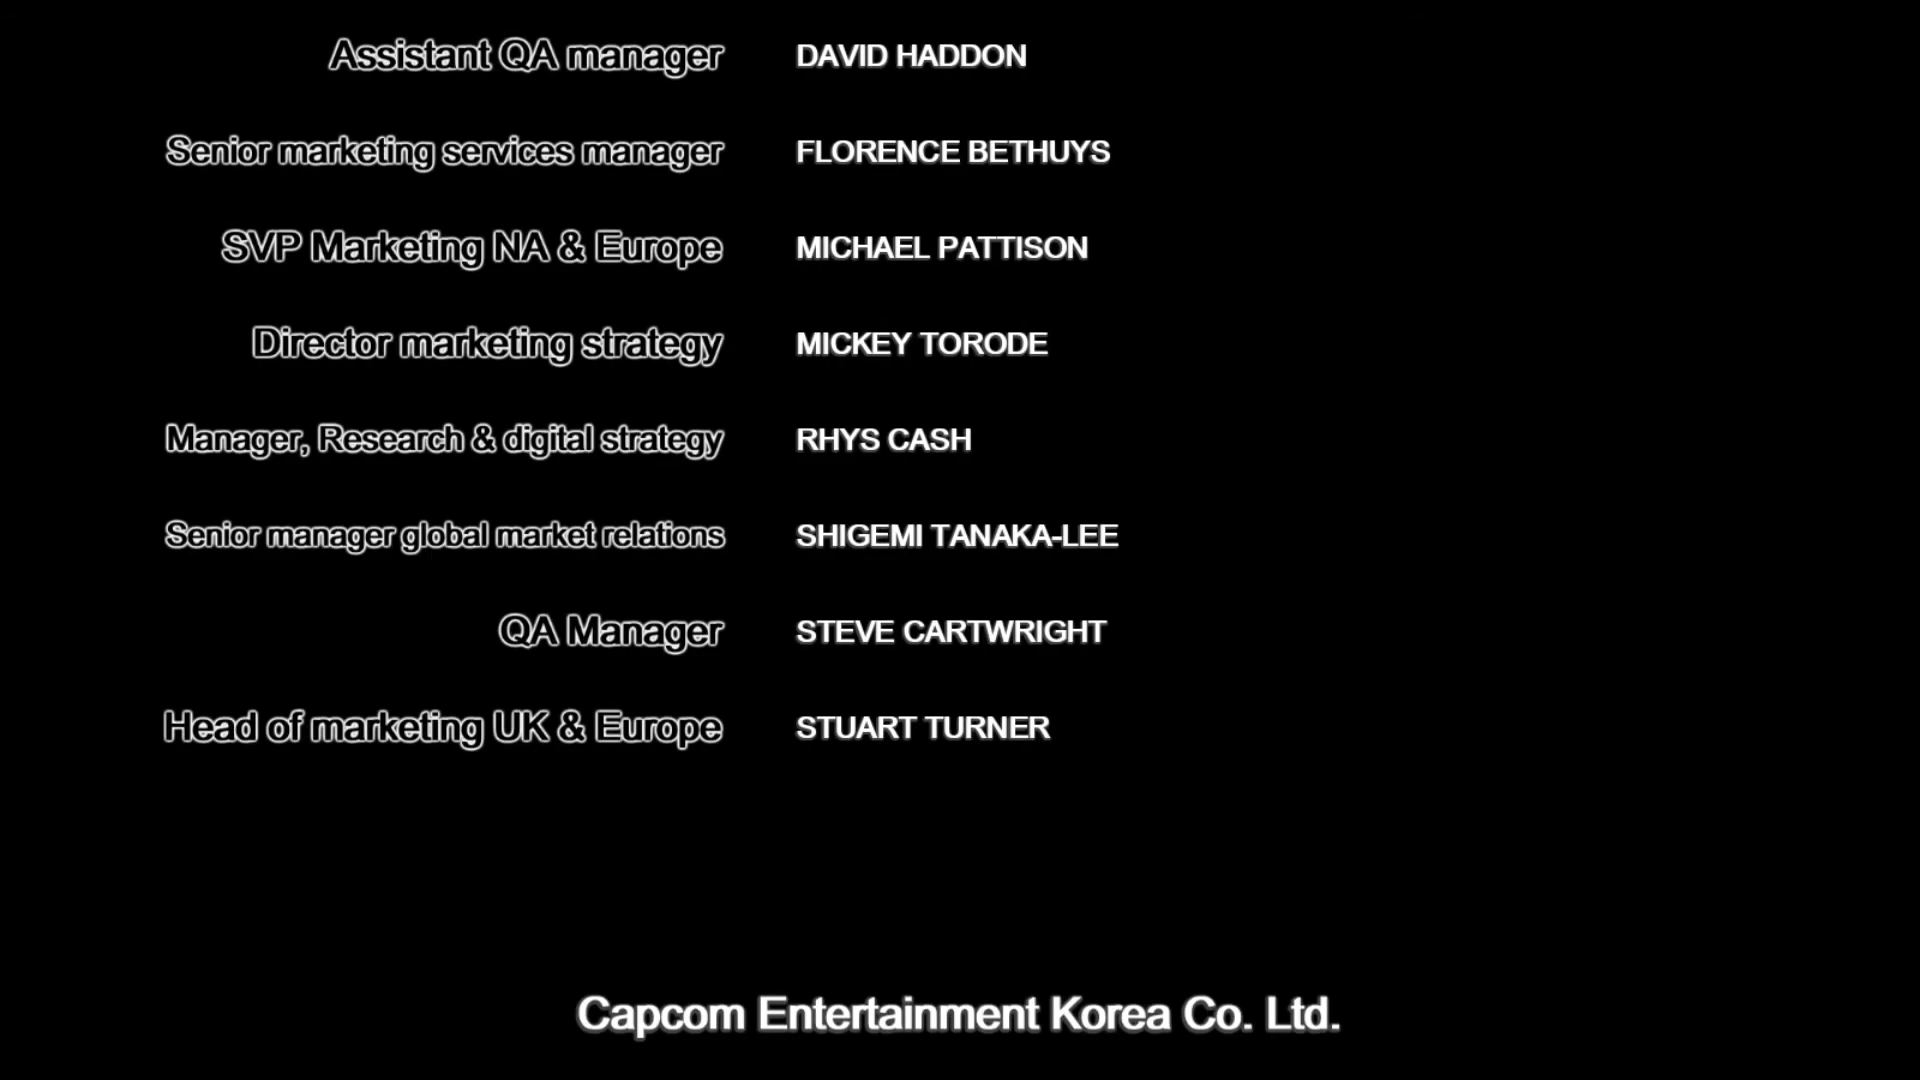 Assistant QA manager DAVID HADDON
Senior marketing services manager FLORENCE BETHUYS
SVP Marketing NA & Europe MICHAEL PATTISON
Director marketing strategy MICKEY TORODE
Manager, Research & digital strategy RHYS CASH
Senior manager global market relations SHIGEMI TANAKA-LEE
QA Manager STEVE CARTWRIGHT
Head of marketing UK & Europe STUART TURNER
Capcom Entertainment Korea Co. Ltd.